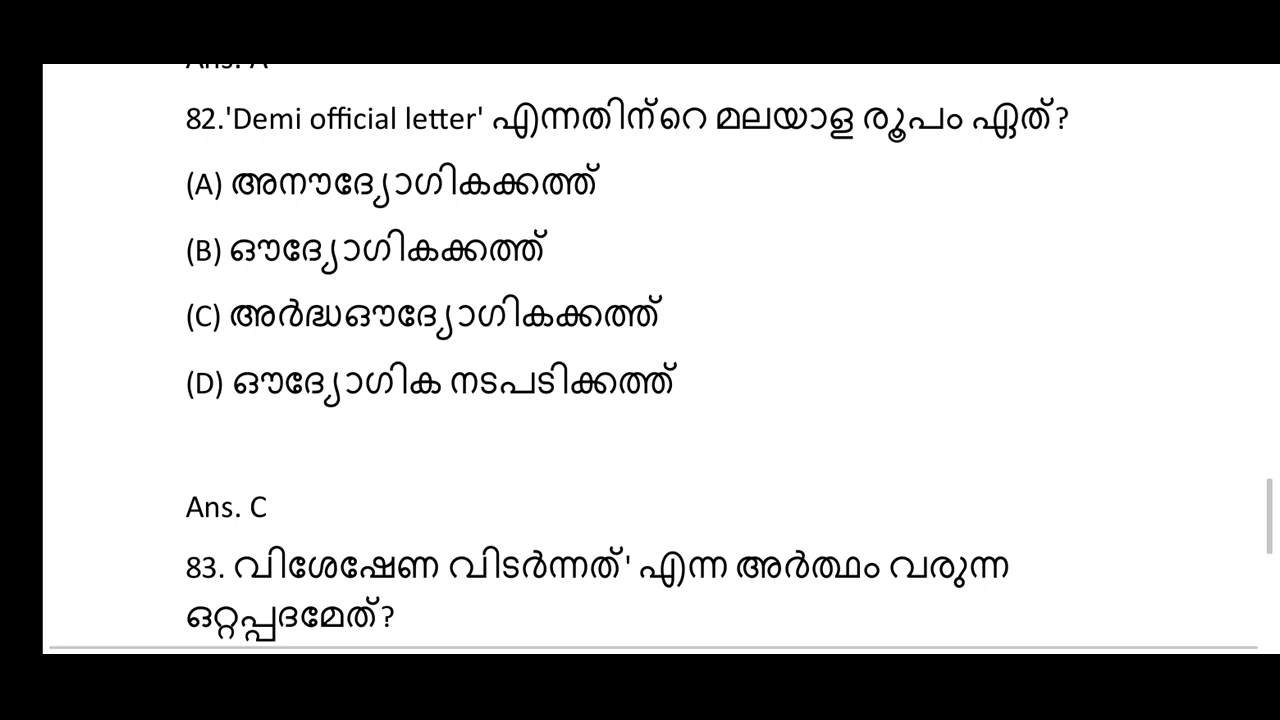 Ans. A
82.'Demi official letter' എന്നതിന്റെ മലയാള രൂപം ഏത്?
(A) അനൗദ്യോഗികക്കത്ത്
(B) ഔദ്യോഗികക്കത്ത്
(C) അർദ്ധഔദ്യോഗികക്കത്ത്
(D) ഔദ്യോഗിക നടപടിക്കത്ത്
Ans. C
83. വിശേഷേണ വിടർന്നത്' എന്ന അർത്ഥം വരുന്ന
ഒറ്റപ്പദമേത്?